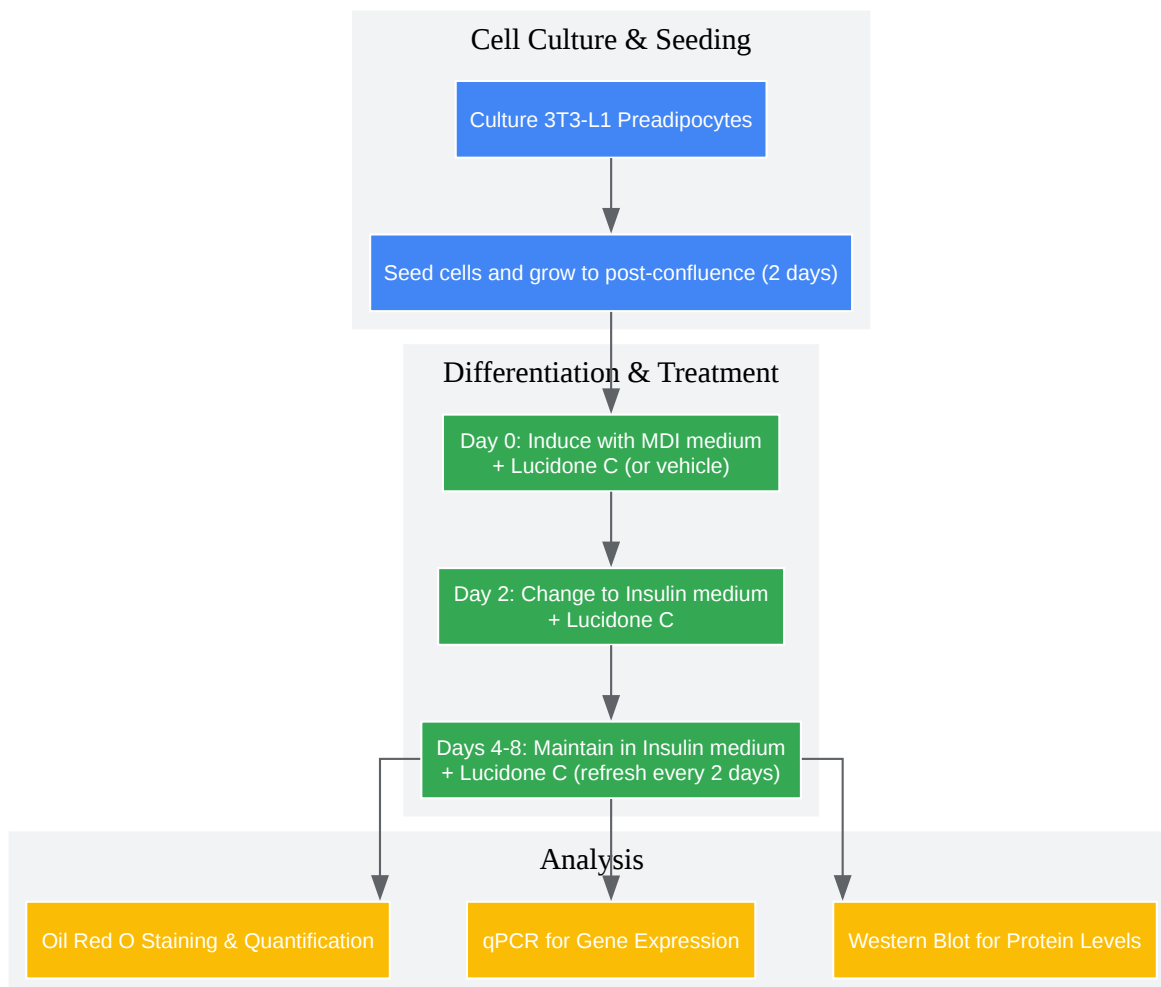 Cell Culture & Seeding
Culture 3T3-L1 Preadipocytes
Seed cells and grow to post-confluence (2 days)
Differentiation & Treatment
Day 0: Induce with MDI medium
+ Lucidone C (or vehicle)
Day 2: Change to Insulin medium
+ Lucidone C
Days 4-8: Maintain in Insulin medium
+ Lucidone C (refresh every 2 days)
Analysis
Oil Red O Staining & Quantification
qPCR for Gene Expression
Western Blot for Protein Levels